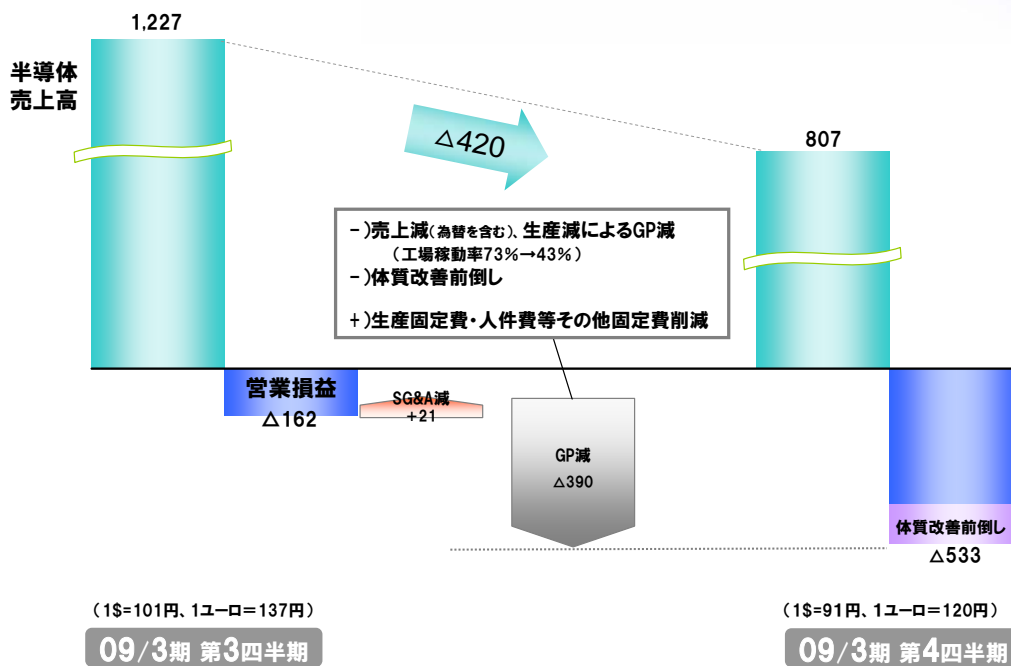 1,227
半導体
売上高
△420
807
-)売上減(為替を含む)、生産減によるGP減
(工場稼動率73%→43%)
-)体質改善前倒し
+)生産固定費・人件費等その他固定費削減
営業損益
△162
SG&A減
+21
GP減
△390
体質改善前倒し
△533
(1$=101円、1ユーロ=137円)
09/3期 第3四半期
(1$=91円、1ユーロ=120円)
09/3期 第4四半期